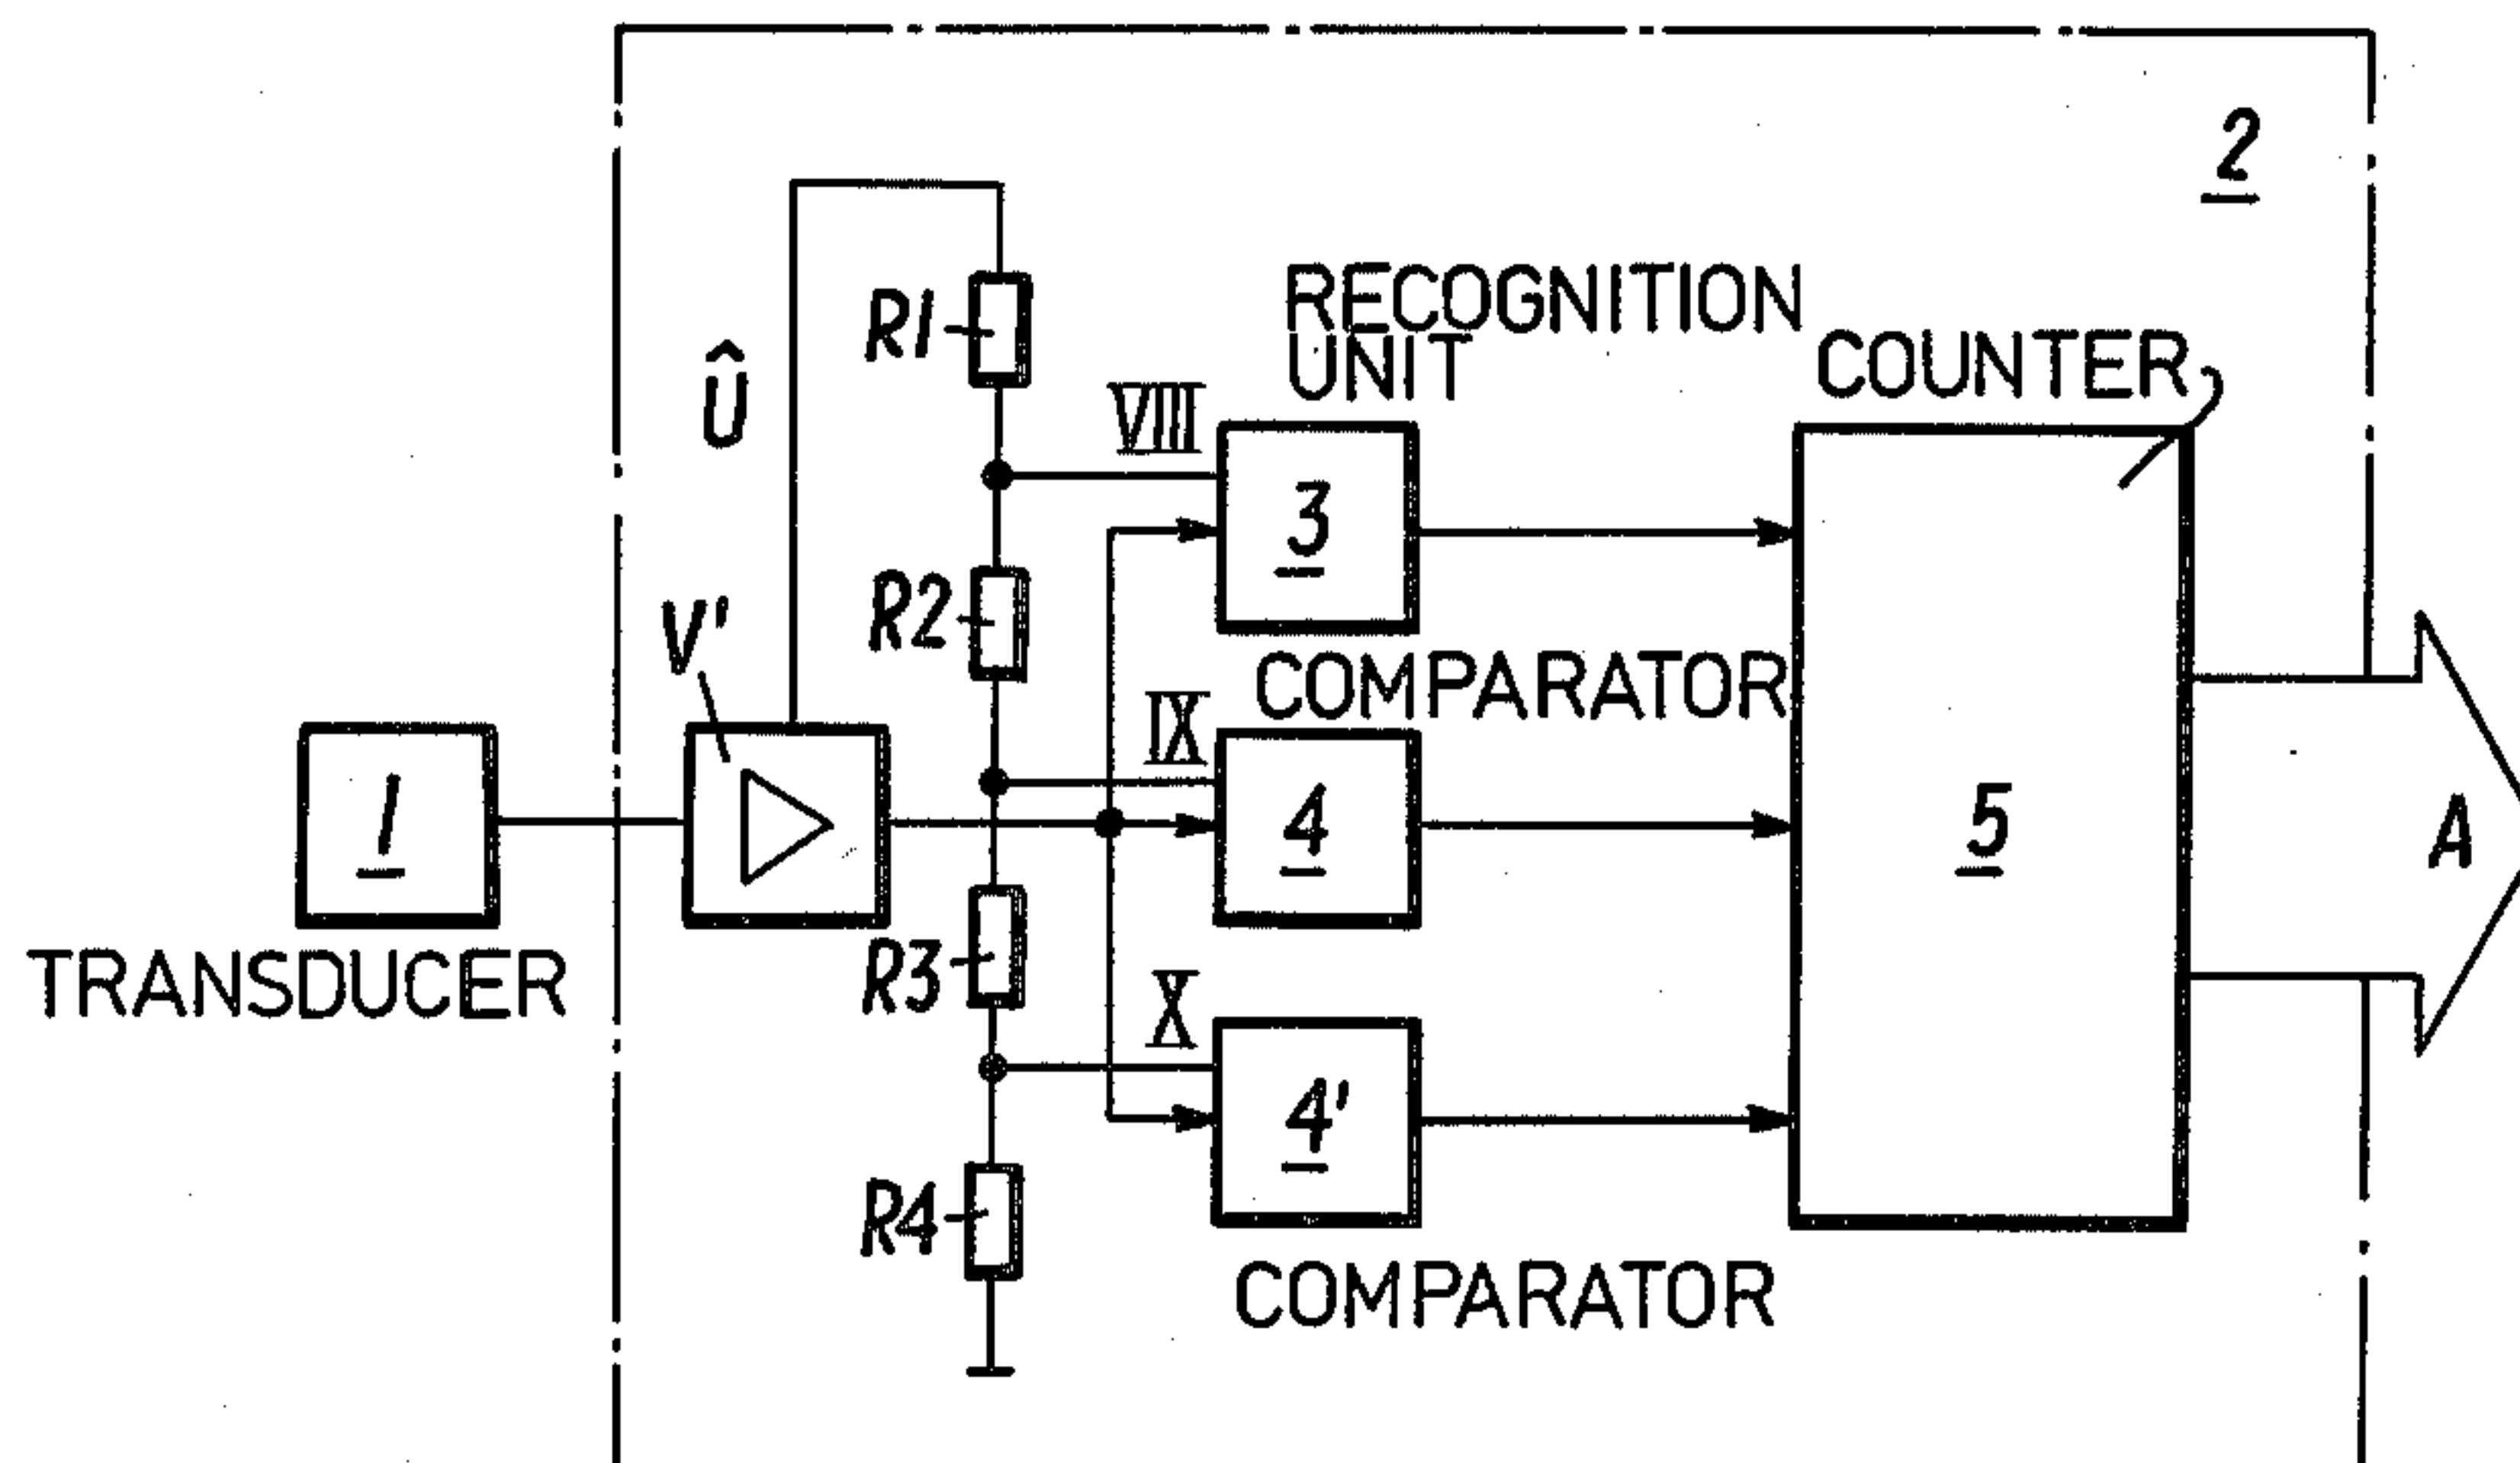 2
RECOGNITION
UNIT
COUNTER
R1
Û
VIII
3
R2
V'
COMPARATOR
IX
1
4
5
A
TRANSDUCER
R3
X
4'
R4
COMPARATOR